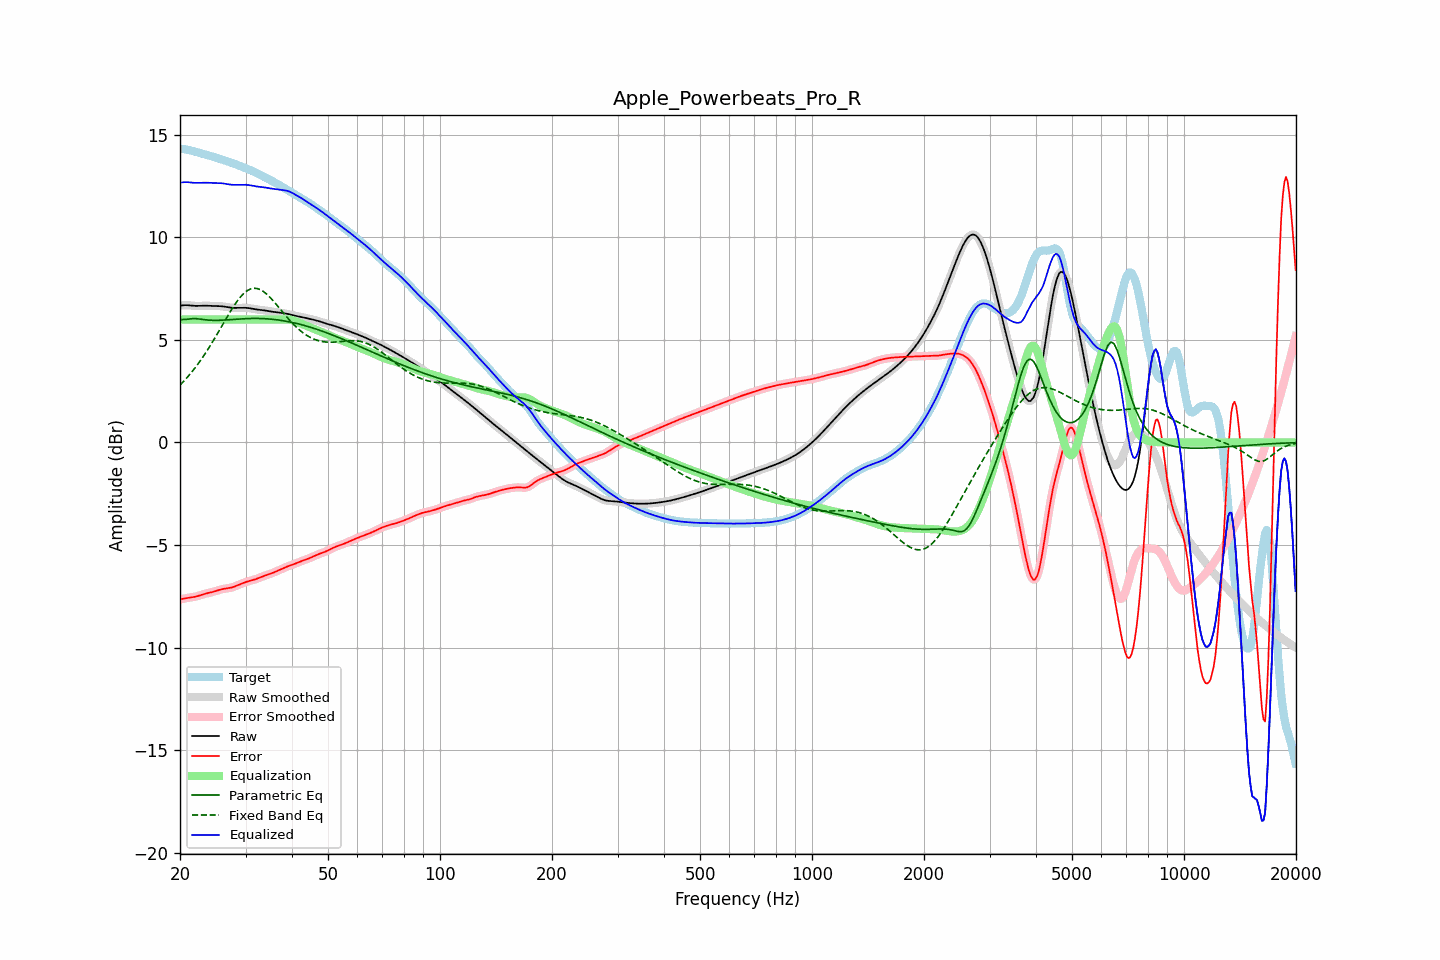 Apple_Powerbeats_Pro_R
Amplitude (dBr)
15
10
5
0
−5
−10
−15
−20
Target
Raw Smoothed
Error Smoothed
Raw
Error
Equalization
Parametric Eq
Fixed Band Eq
Equalized
20
50
100
200
500
1000
2000
5000
10000
20000
Frequency (Hz)